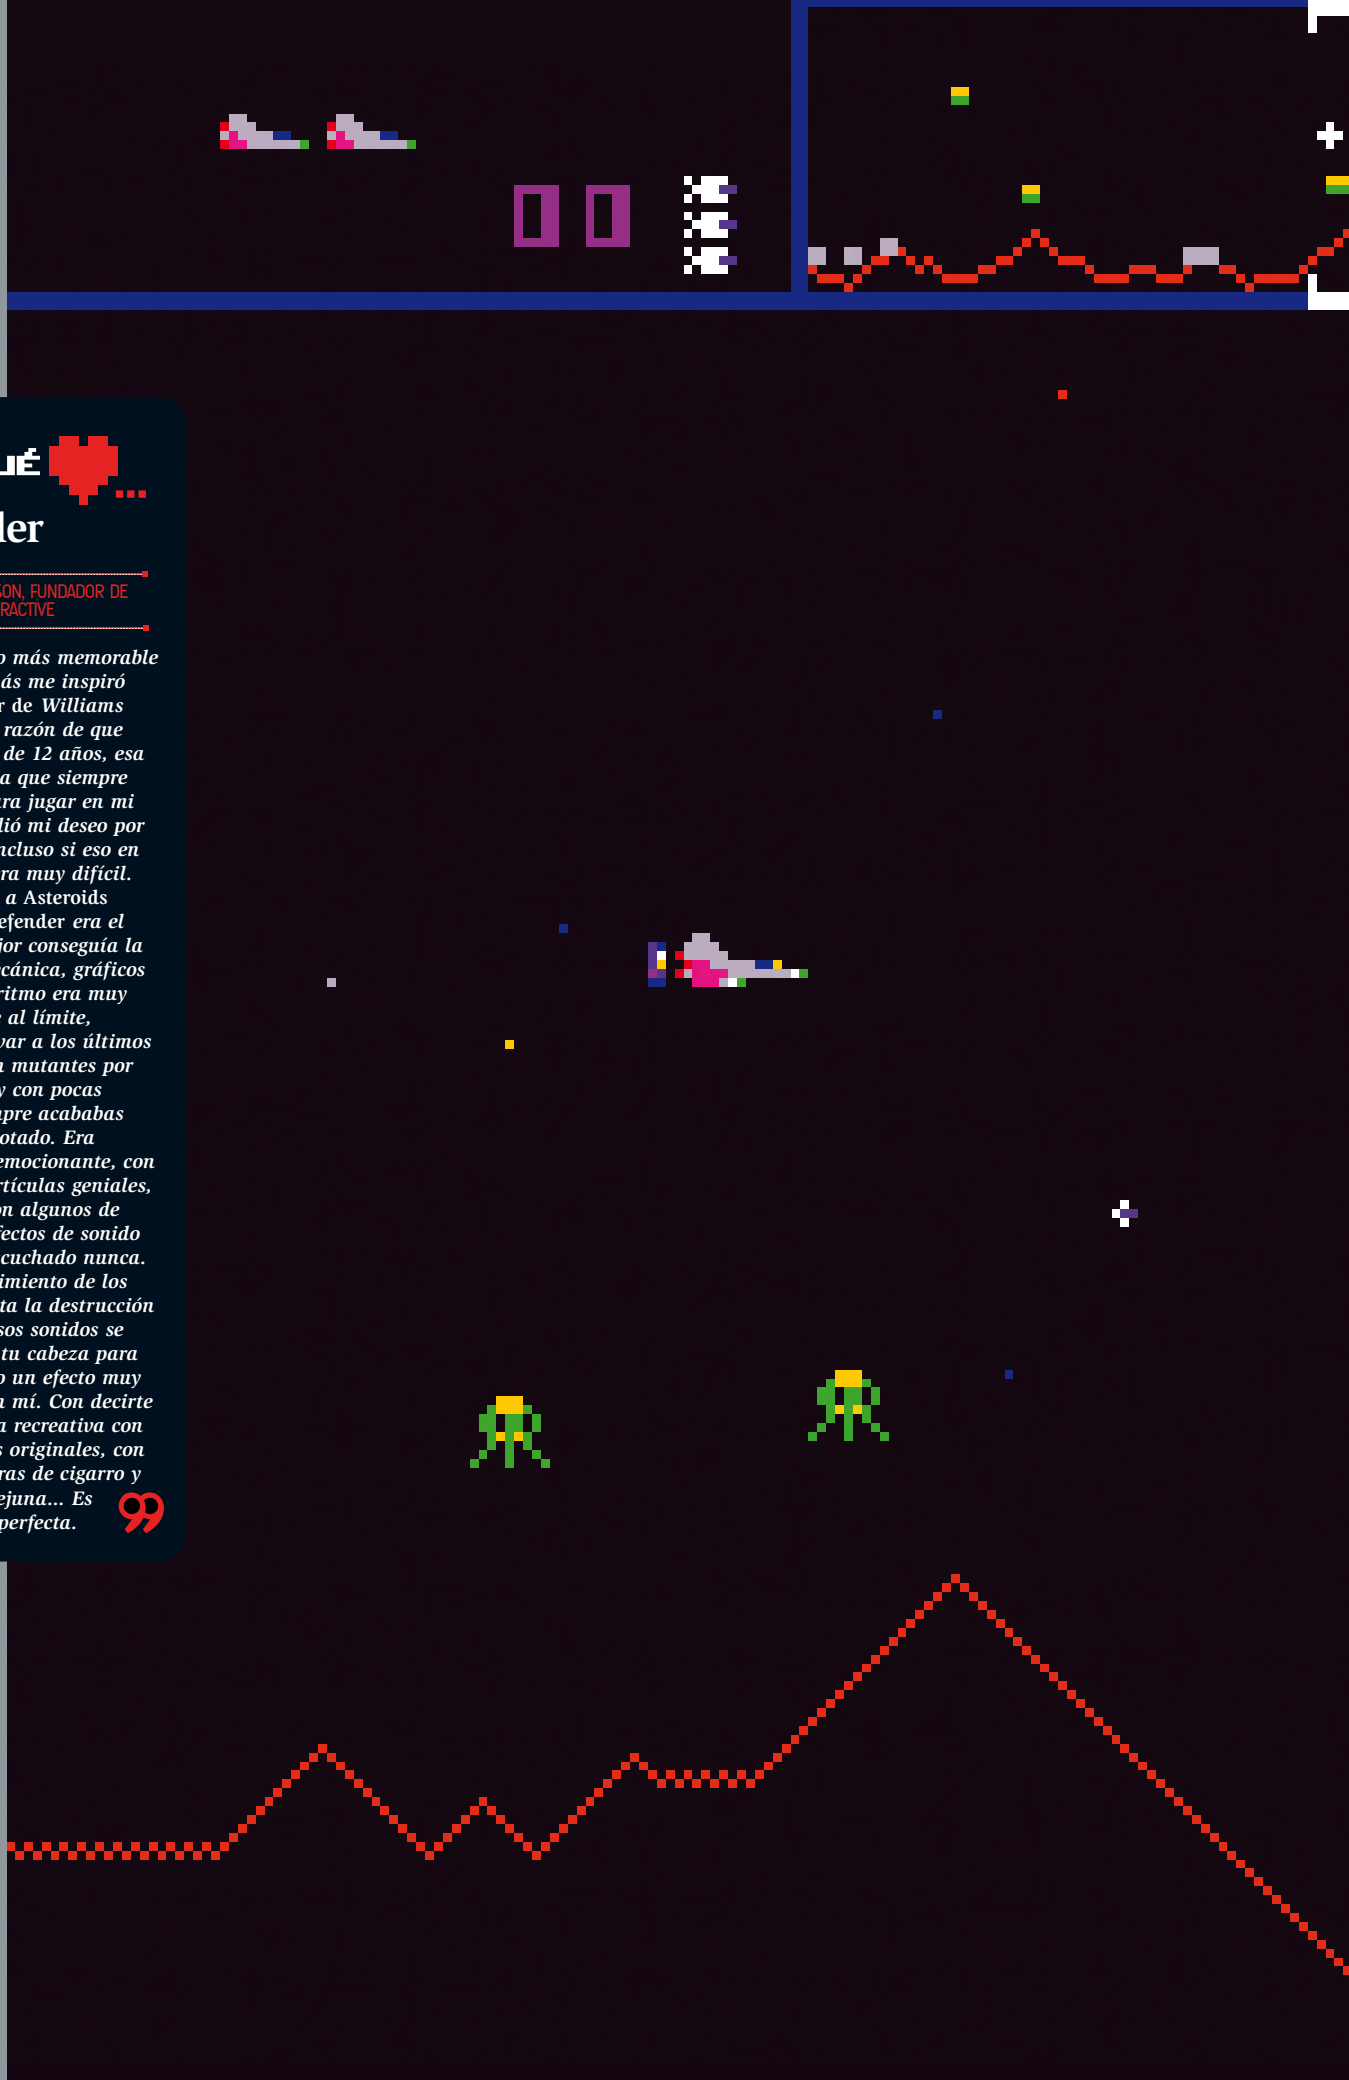 00
UÉ
der
SON, FUNDADOR DE
RACTIVE
o más memorable
ás me inspiró
r de Williams
razón de que
de 12 años, esa
a que siempre
ara jugar en mi
dió mi deseo por
ncluso si eso en
ra muy difícil.
a Asteroids
efender era el
jor conseguía la
cánica, gráficos
ritmo era muy
e al límite,
var a los últimos
n mutantes por
y con pocas
mpre acababas
otado. Era
emocionante, con
rtículas geniales,
on algunos de
fectos de sonido
scuchado nunca.
imiento de los
ta la destrucción
sos sonidos se
tu cabeza para
o un efecto muy
n mí. Con decirte
a recreativa con
s originales, con
ras de cigarro y
ejuna... Es
perfecta.